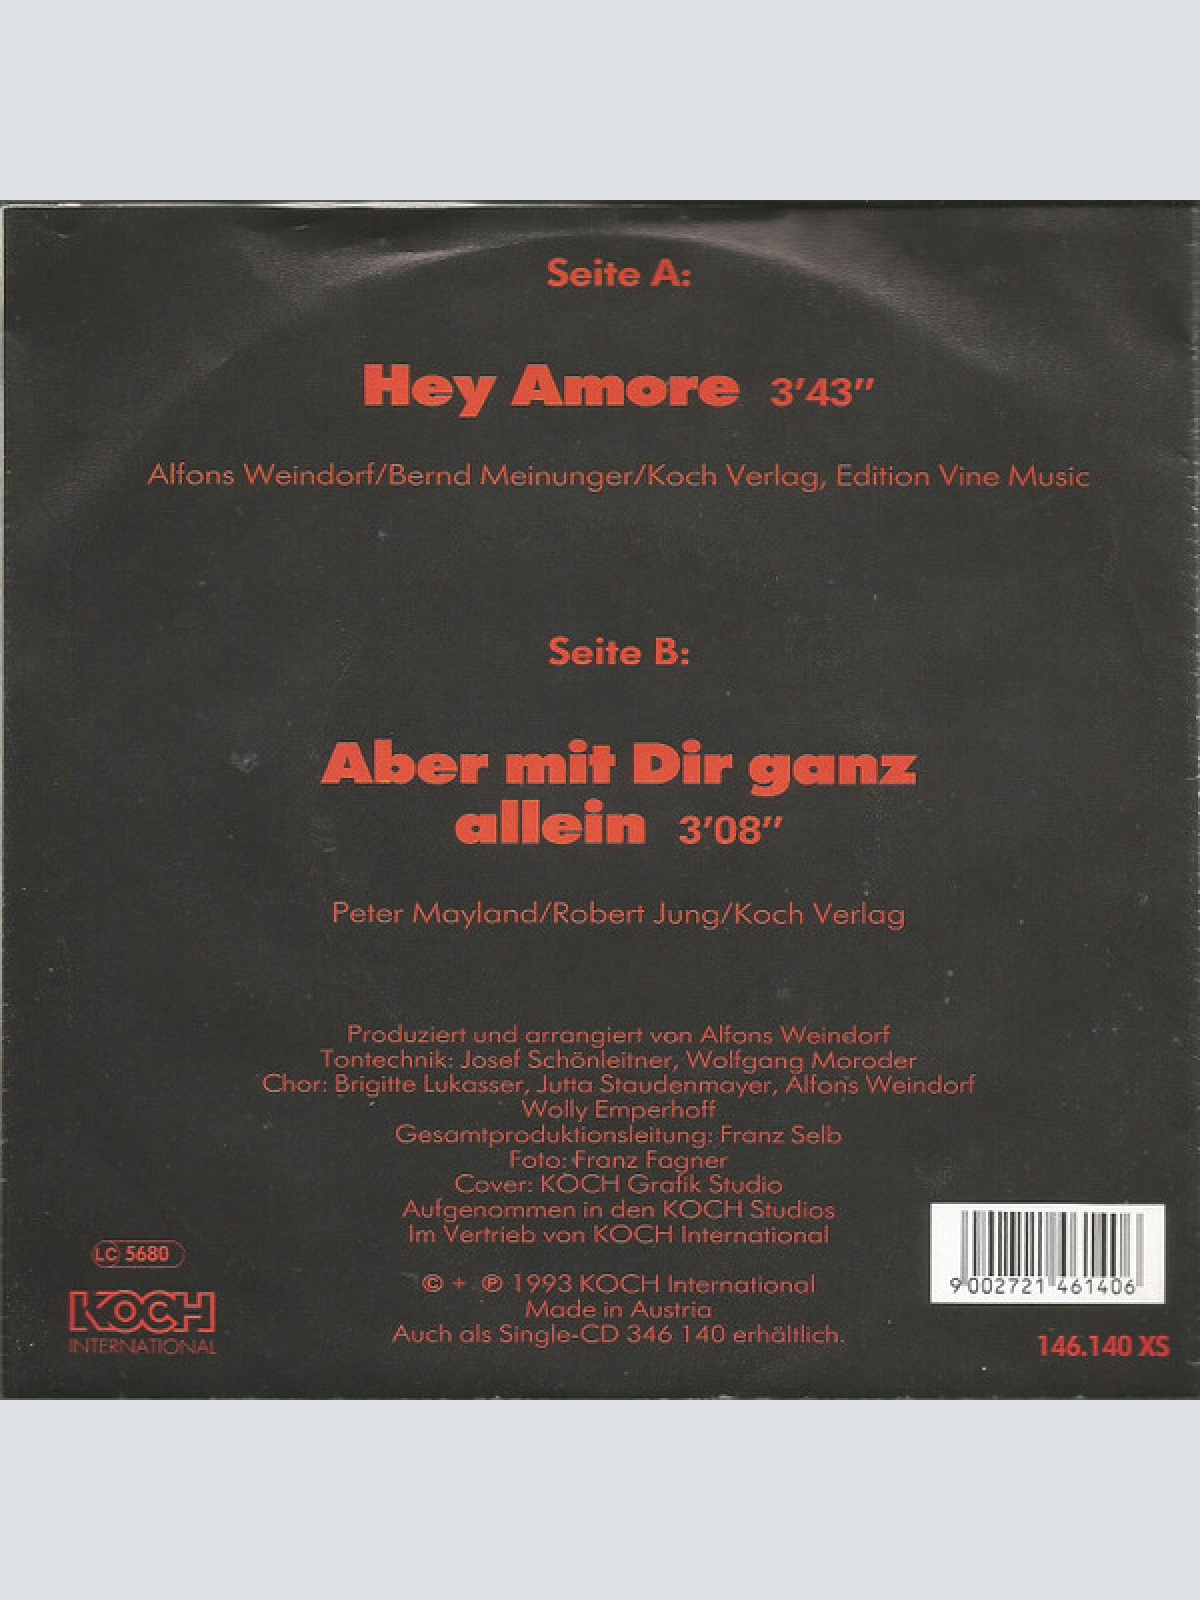 Seite A:
Hey Amore 3'43"
Alfons Weindorf/Bernd Meinunger/Koch Verlag, Edition Vine Music
Seite B:
Aber mit Dir ganz
allein 3'08"
Peter Mayland/Robert Jung/Koch Verlag
Produziert und arrangiert von Alfons Weindorf
Tontechnik: Josef Schönleitner, Wolfgang Moroder
Chor: Brigitte Lukasser, Jutta Staudenmayer, Alfons Weindorf
Wolly Emperhoff
Gesamtproduktionsleitung: Franz Selb
Foto: Franz Fagner
Cover: KOCH Grafik Studio
Aufgenommen in den KOCH Studios
Im Vertrieb von KOCH International
© + ℗ 1993 KOCH International
Made in Austria
Auch als Single-CD 346 140 erhältlich.
LC 5680
KOCH
INTERNATIONAL
9 002721 461406
146.140 XS